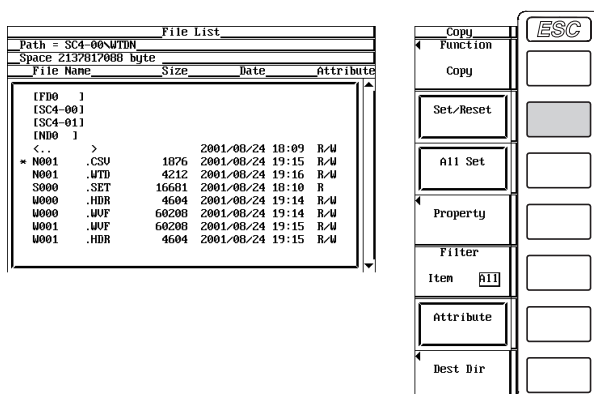 File List
Path = SC4-00\WTDN
Space 2137817088 byte
File Name Size Date Attribute
[FD0 ]
[SC4-00]
[SC4-01]
[ND0 ]
<.. > 2001/08/24 18:09 R/W
* N001 .CSV 1876 2001/08/24 19:15 R/W
N001 .WTD 4212 2001/08/24 19:16 R/W
S000 .SET 16681 2001/08/24 18:10 R
W000 .HDR 4604 2001/08/24 19:14 R/W
W000 .WVF 60208 2001/08/24 19:14 R/W
W001 .WVF 60208 2001/08/24 19:15 R/W
W001 .HDR 4604 2001/08/24 19:15 R/W
Copy
Function
Copy
Set/Reset
All Set
Property
Filter
Item All
Attribute
Dest Dir
ESC